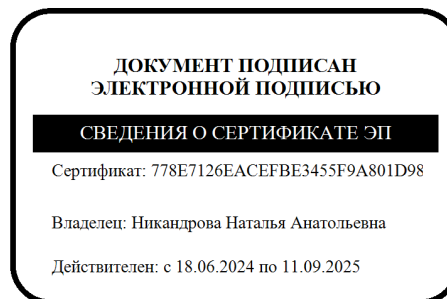 ДОКУМЕНТ ПОДПИСАН
ЭЛЕКТРОННОЙ ПОДПИСЬЮ
СВЕДЕНИЯ О СЕРТИФИКАТЕ ЭП
Сертификат: 778E7126EACEFBE3455F9A801D98
Владелец: Никандрова Наталья Анатольевна
Действителен: с 18.06.2024 по 11.09.2025